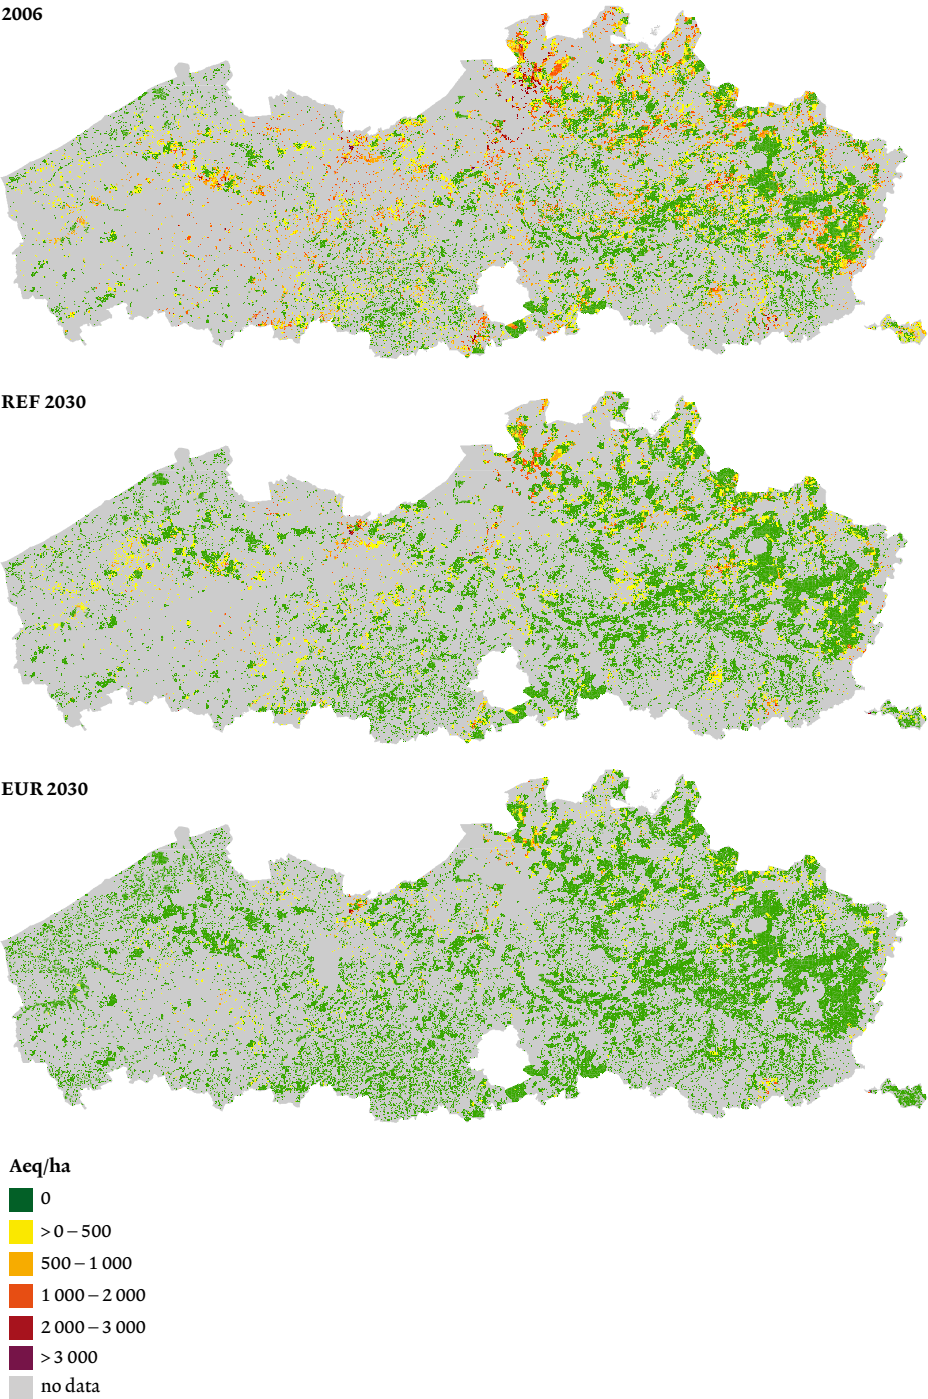 2006
REF 2030
EUR 2030
Aeq/ha
0
> 0 – 500
500 – 1 000
1 000 – 2 000
2 000 – 3 000
> 3 000
no data